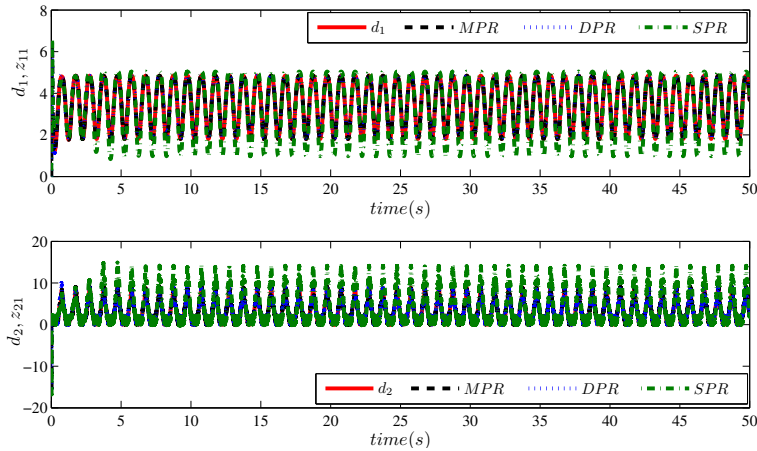 8
6
4
2
0
d₁, z₁₁
d₁ MPR DPR SPR
0 5 10 15 20 25 30 35 40 45 50
time(s)
20
10
0
−10
−20
d₂, z₂₁
d₂ MPR DPR SPR
0 5 10 15 20 25 30 35 40 45 50
time(s)